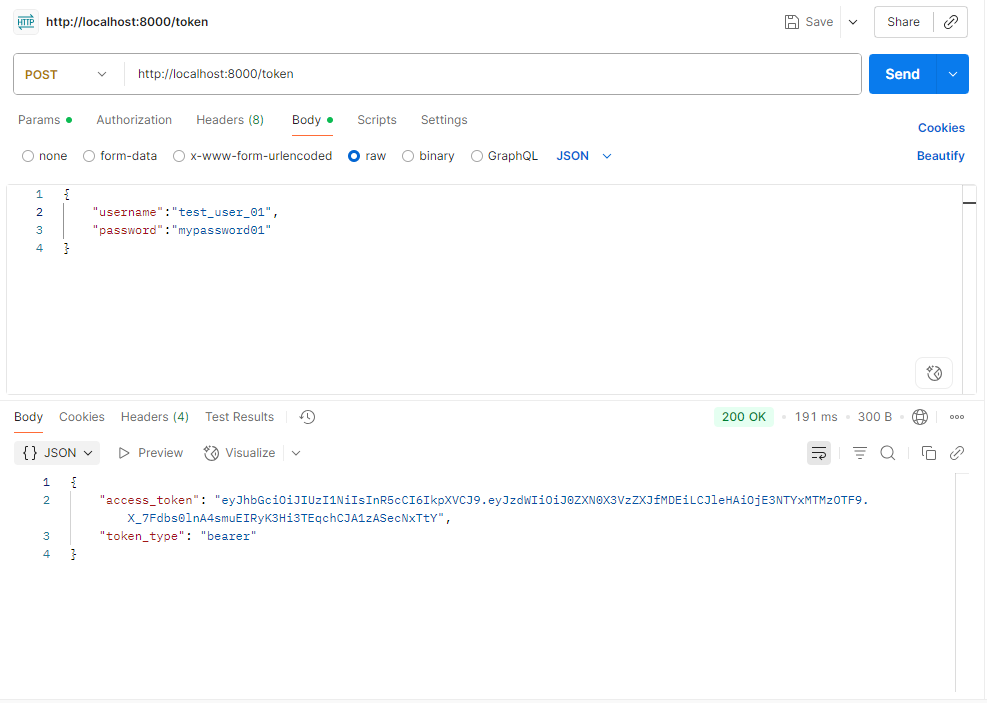 HTTP http://localhost:8000/token Save Share
POST http://localhost:8000/token Send
Params Authorization Headers (8) Body Scripts Settings Cookies
none form-data x-www-form-urlencoded raw binary GraphQL JSON Beautify
1 {
2 "username":"test_user_01",
3 "password":"mypassword01"
4 }
Body Cookies Headers (4) Test Results 200 OK 191 ms 300 B
{} JSON Preview Visualize
1 {
2 "access_token": "eyJhbGciOiJIUzI1NiIsInR5cCI6IkpXVCJ9.eyJzdWIiOiJ0ZXN0X3VzZXJfMDEiLCJleHAiOjE3NTYxMTMzOTF9.
X_7Fdbs0lnA4smuEIRyK3Hi3TEqchCJA1zASecNxTtY",
3 "token_type": "bearer"
4 }